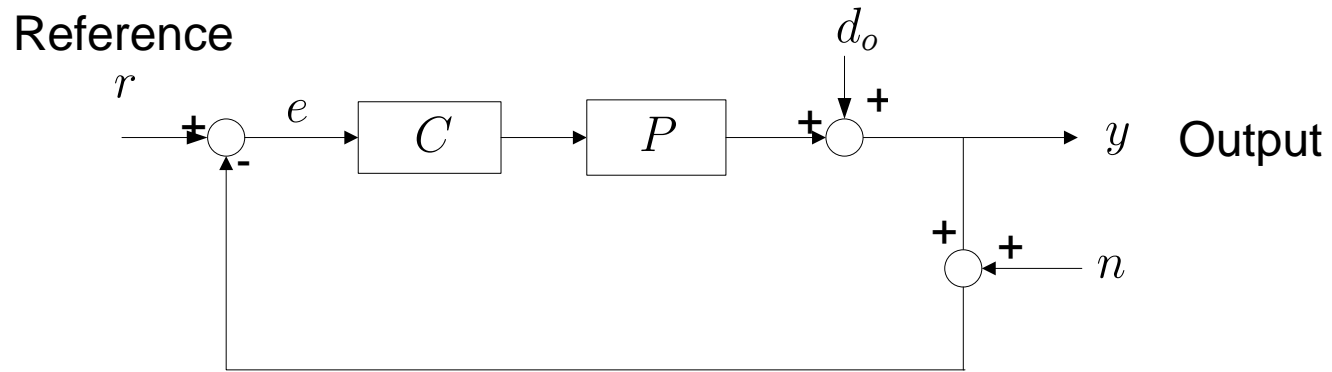 Reference
r
e
C
P
d_o
y
Output
n
+
-
+
+
+
+